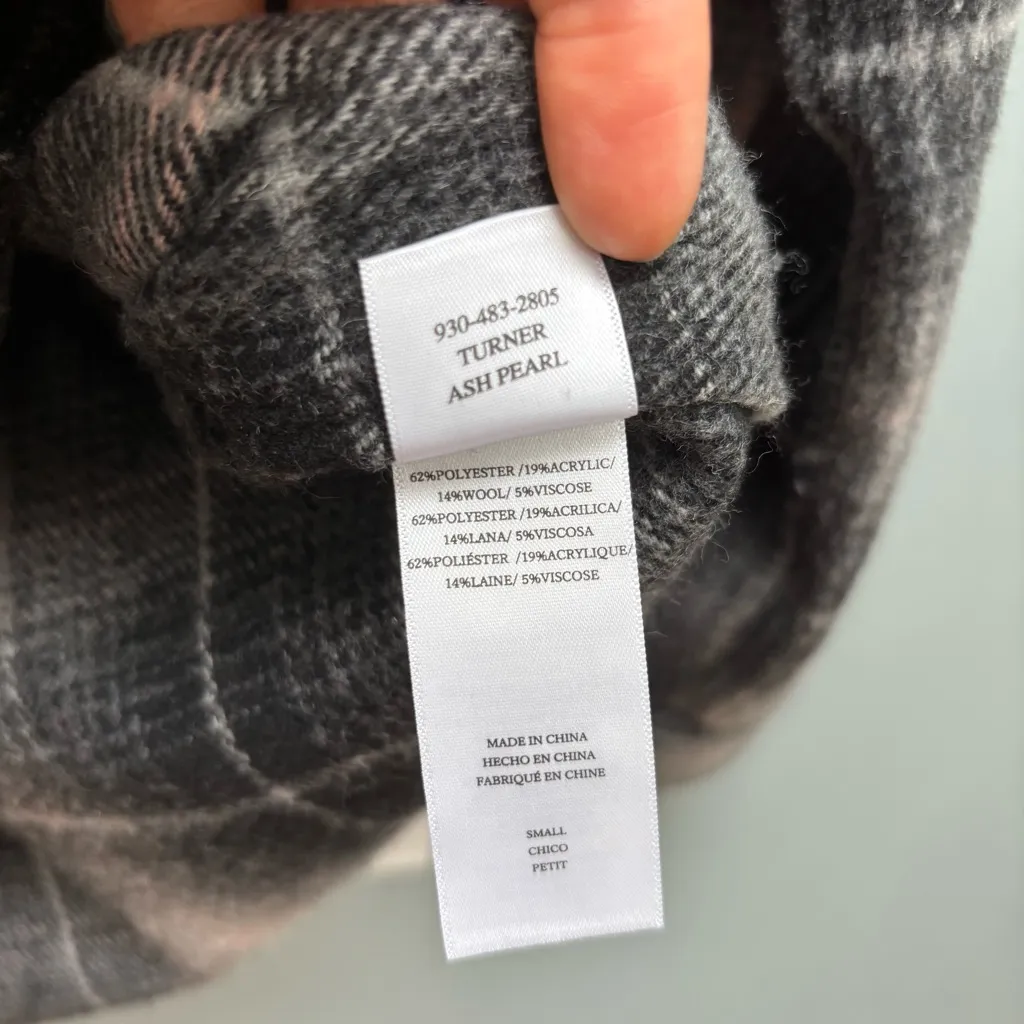 930-483-2805
TURNER
ASH PEARL
62%POLYESTER /19%ACRYLIC/
14%WOOL/ 5%VISCOSE
62%POLYESTER /19%ACRILICA/
14%LANA/ 5%VISCOSA
62%POLIÉSTER /19%ACRYLIQUE/
14%LAINE/ 5%VISCOSE
MADE IN CHINA
HECHO EN CHINA
FABRIQUÉ EN CHINE
SMALL
CHICO
PETIT